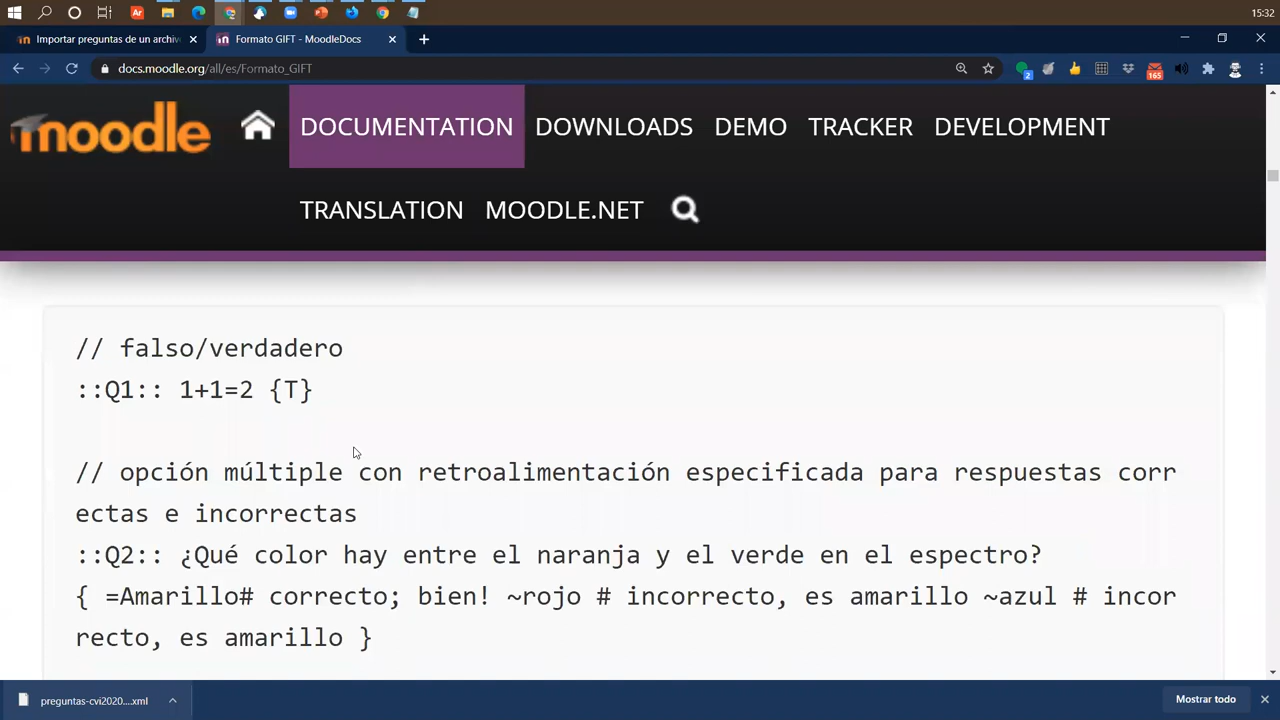 15:32
Importar preguntas de un archivo
Formato GIFT - MoodleDocs
docs.moodle.org/all/es/Formato_GIFT
2
165
moodle
DOCUMENTATION DOWNLOADS DEMO TRACKER DEVELOPMENT
TRANSLATION MOODLE.NET
// falso/verdadero
::Q1:: 1+1=2 {T}
// opción múltiple con retroalimentación especificada para respuestas corr
ectas e incorrectas
::Q2:: ¿Qué color hay entre el naranja y el verde en el espectro?
{ =Amarillo# correcto; bien! ~rojo # incorrecto, es amarillo ~azul # incor
recto, es amarillo }
preguntas-cvi2020....xml
Mostrar todo